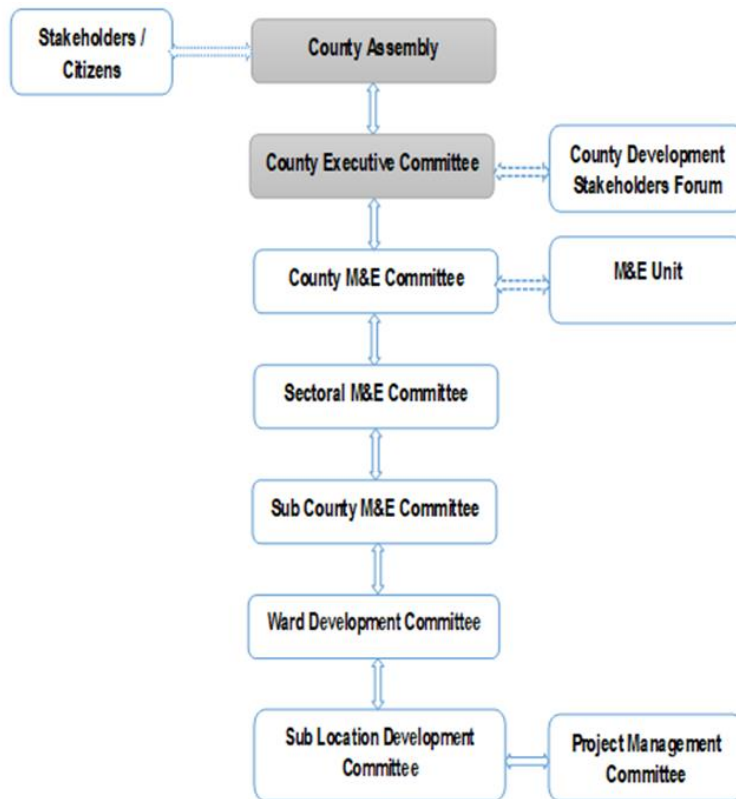 Stakeholders /
Citizens
County Assembly
County Executive Committee
County Development
Stakeholders Forum
County M&E Committee
M&E Unit
Sectoral M&E Committee
Sub County M&E Committee
Ward Development Committee
Sub Location Development
Committee
Project Management
Committee